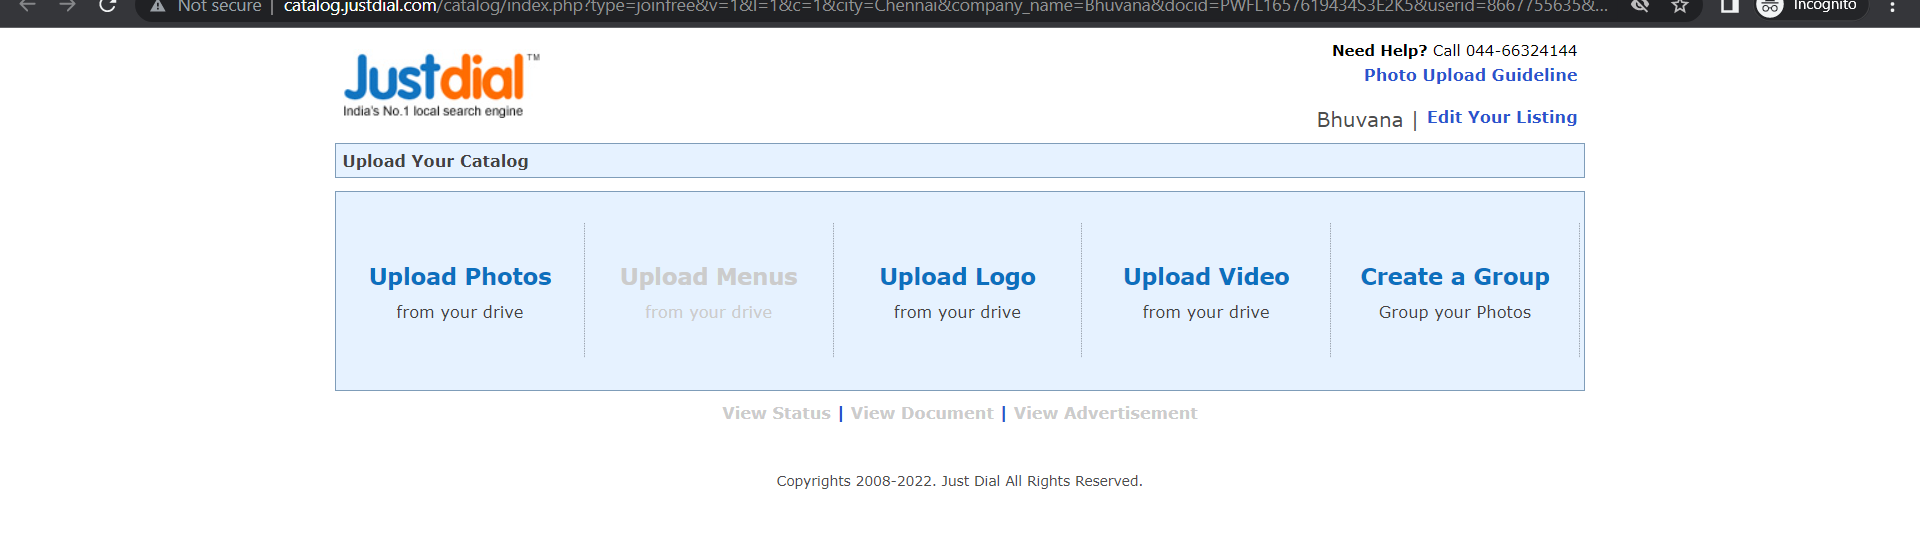 Not secure | catalog.justdial.com/catalog/index.php?type=joinfree&v=1&l=1&c=1&city=Chennai&company_name=Bhuvana&docid=PWFL1657619434S3E2K5&userid=8667755635&... Incognito
Need Help? Call 044-66324144
Photo Upload Guideline
Justdial™
India's No.1 local search engine
Bhuvana | Edit Your Listing
Upload Your Catalog
Upload Photos Upload Menus Upload Logo Upload Video Create a Group
from your drive from your drive from your drive from your drive Group your Photos
View Status | View Document | View Advertisement
Copyrights 2008-2022. Just Dial All Rights Reserved.